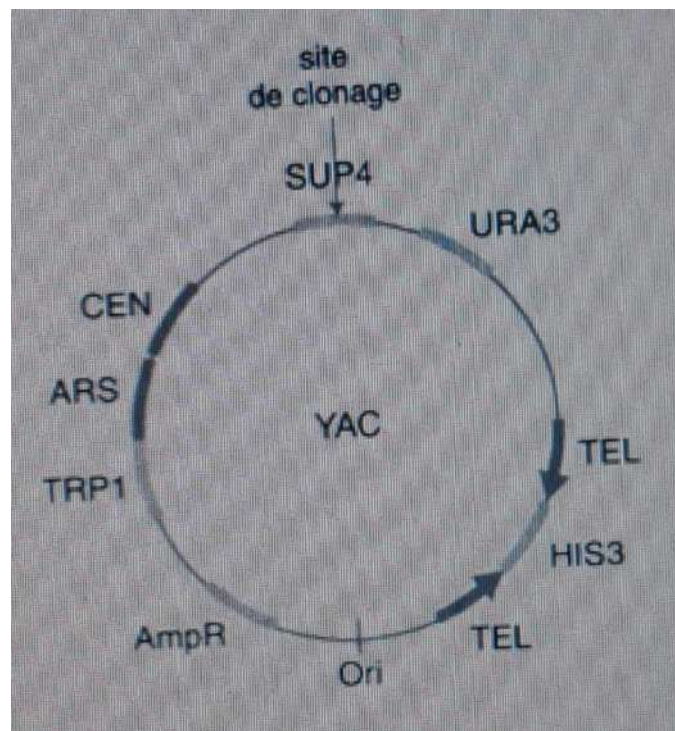 site
de clonage
SUP4
URA3
CEN
ARS
YAC
TEL
TRP1
HIS3
AmpR
TEL
Ori